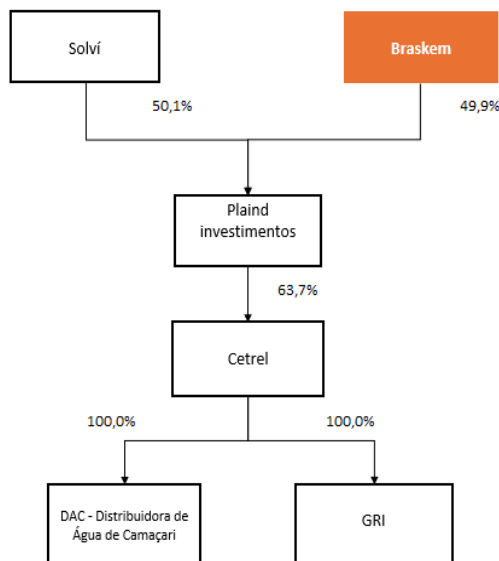 Solví
Braskem
50,1%
49,9%
Plaind
investimentos
63,7%
Cetrel
100,0%
100,0%
DAC - Distribuidora de
Água de Camaçari
GRI